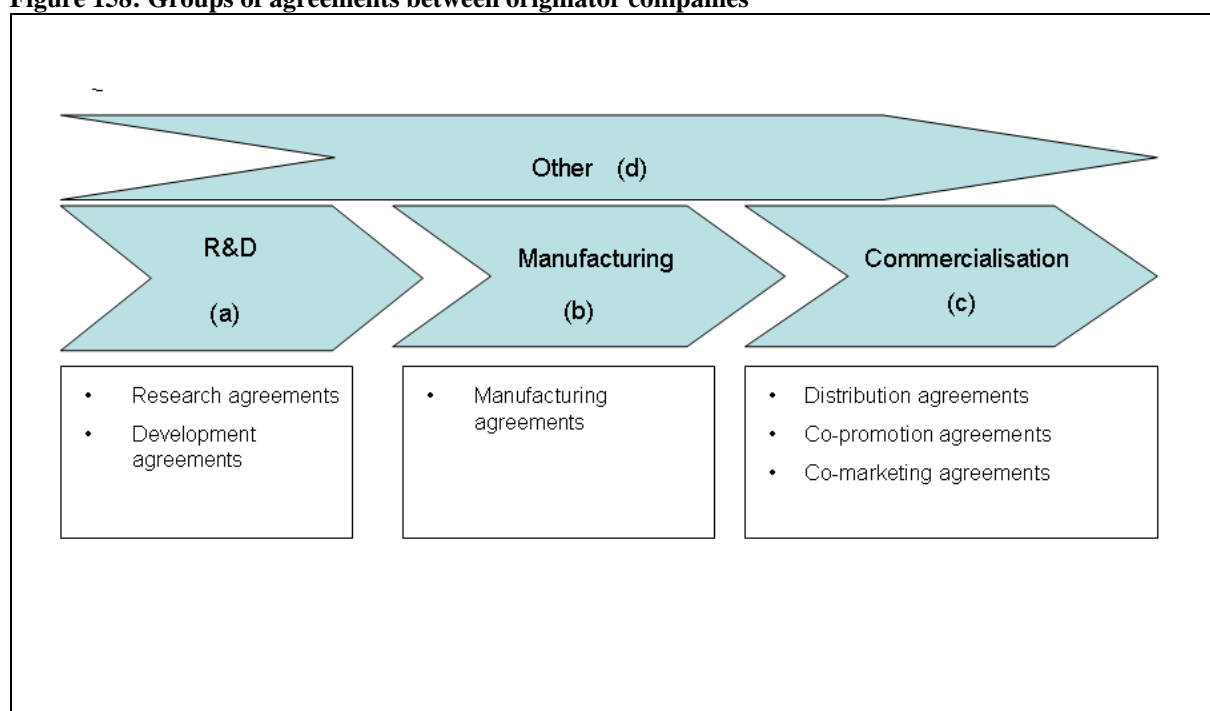 Figure 138: Groups of agreements between originator companies
Other (d)
R&D
(a)
Manufacturing
(b)
Commercialisation
(c)
• Research agreements
• Development
agreements
• Manufacturing
agreements
• Distribution agreements
• Co-promotion agreements
• Co-marketing agreements